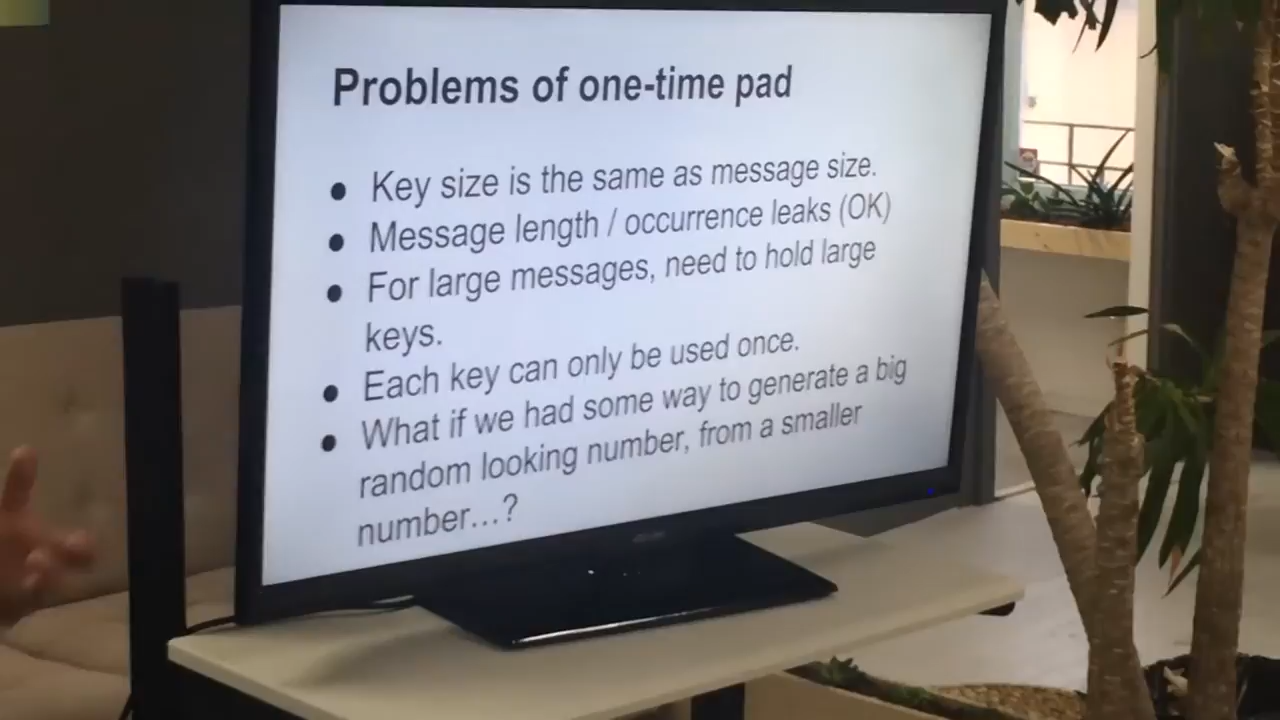 Problems of one-time pad
● Key size is the same as message size.
● Message length / occurrence leaks (OK)
● For large messages, need to hold large
keys.
● Each key can only be used once.
● What if we had some way to generate a big
random looking number, from a smaller
number...?